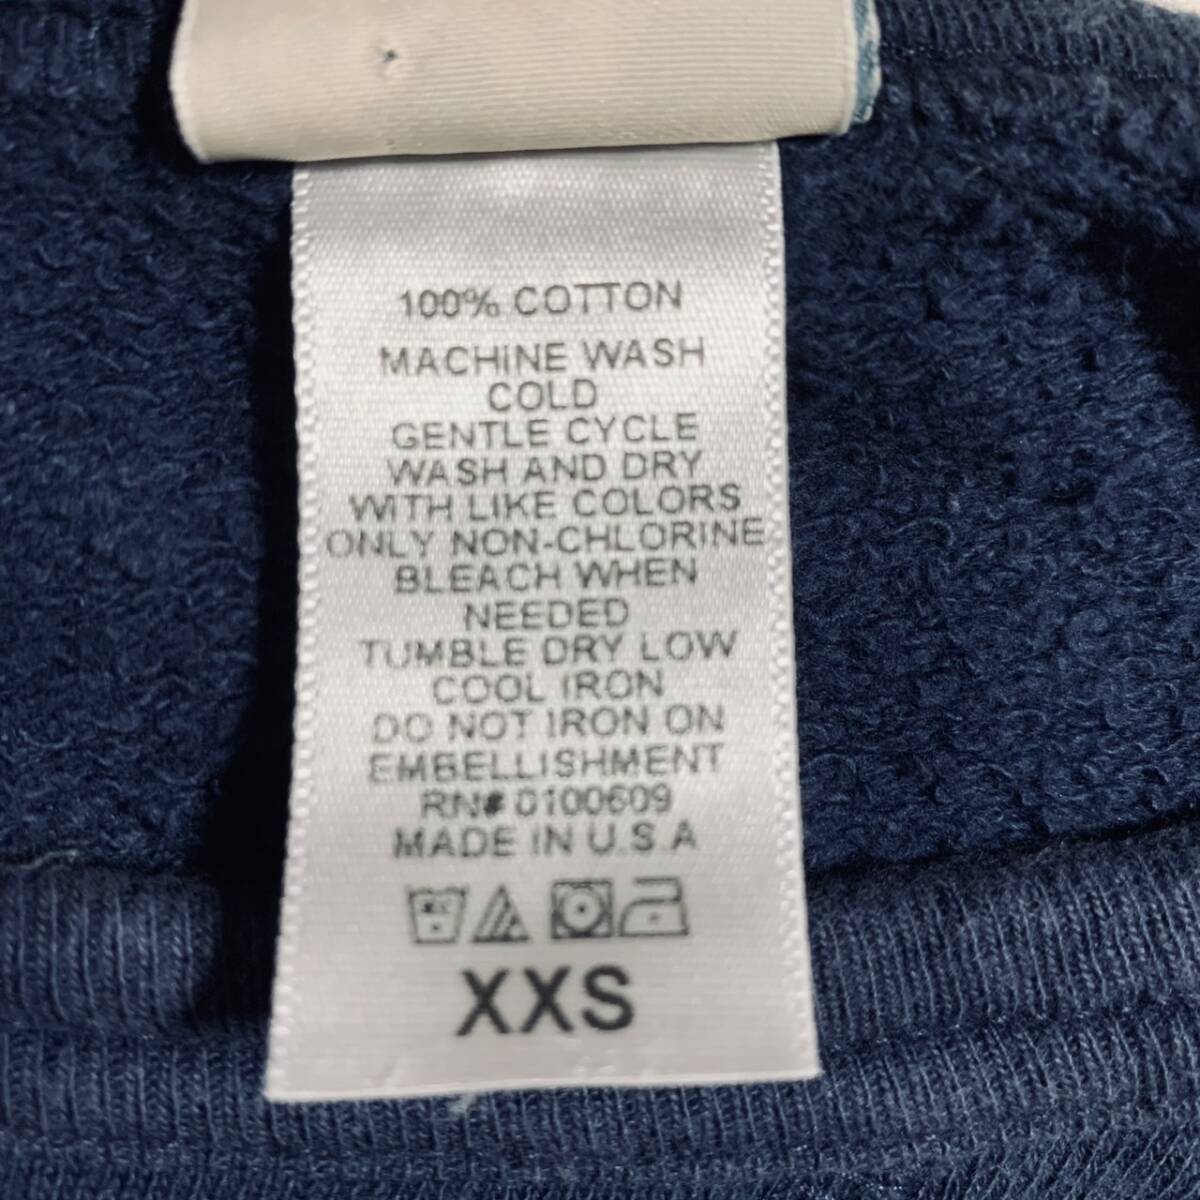 100% COTTON
MACHINE WASH
COLD
GENTLE CYCLE
WASH AND DRY
WITH LIKE COLORS
ONLY NON-CHLORINE
BLEACH WHEN
NEEDED
TUMBLE DRY LOW
COOL IRON
DO NOT IRON ON
EMBELLISHMENT
RN# 0100609
MADE IN U.S.A
XXS